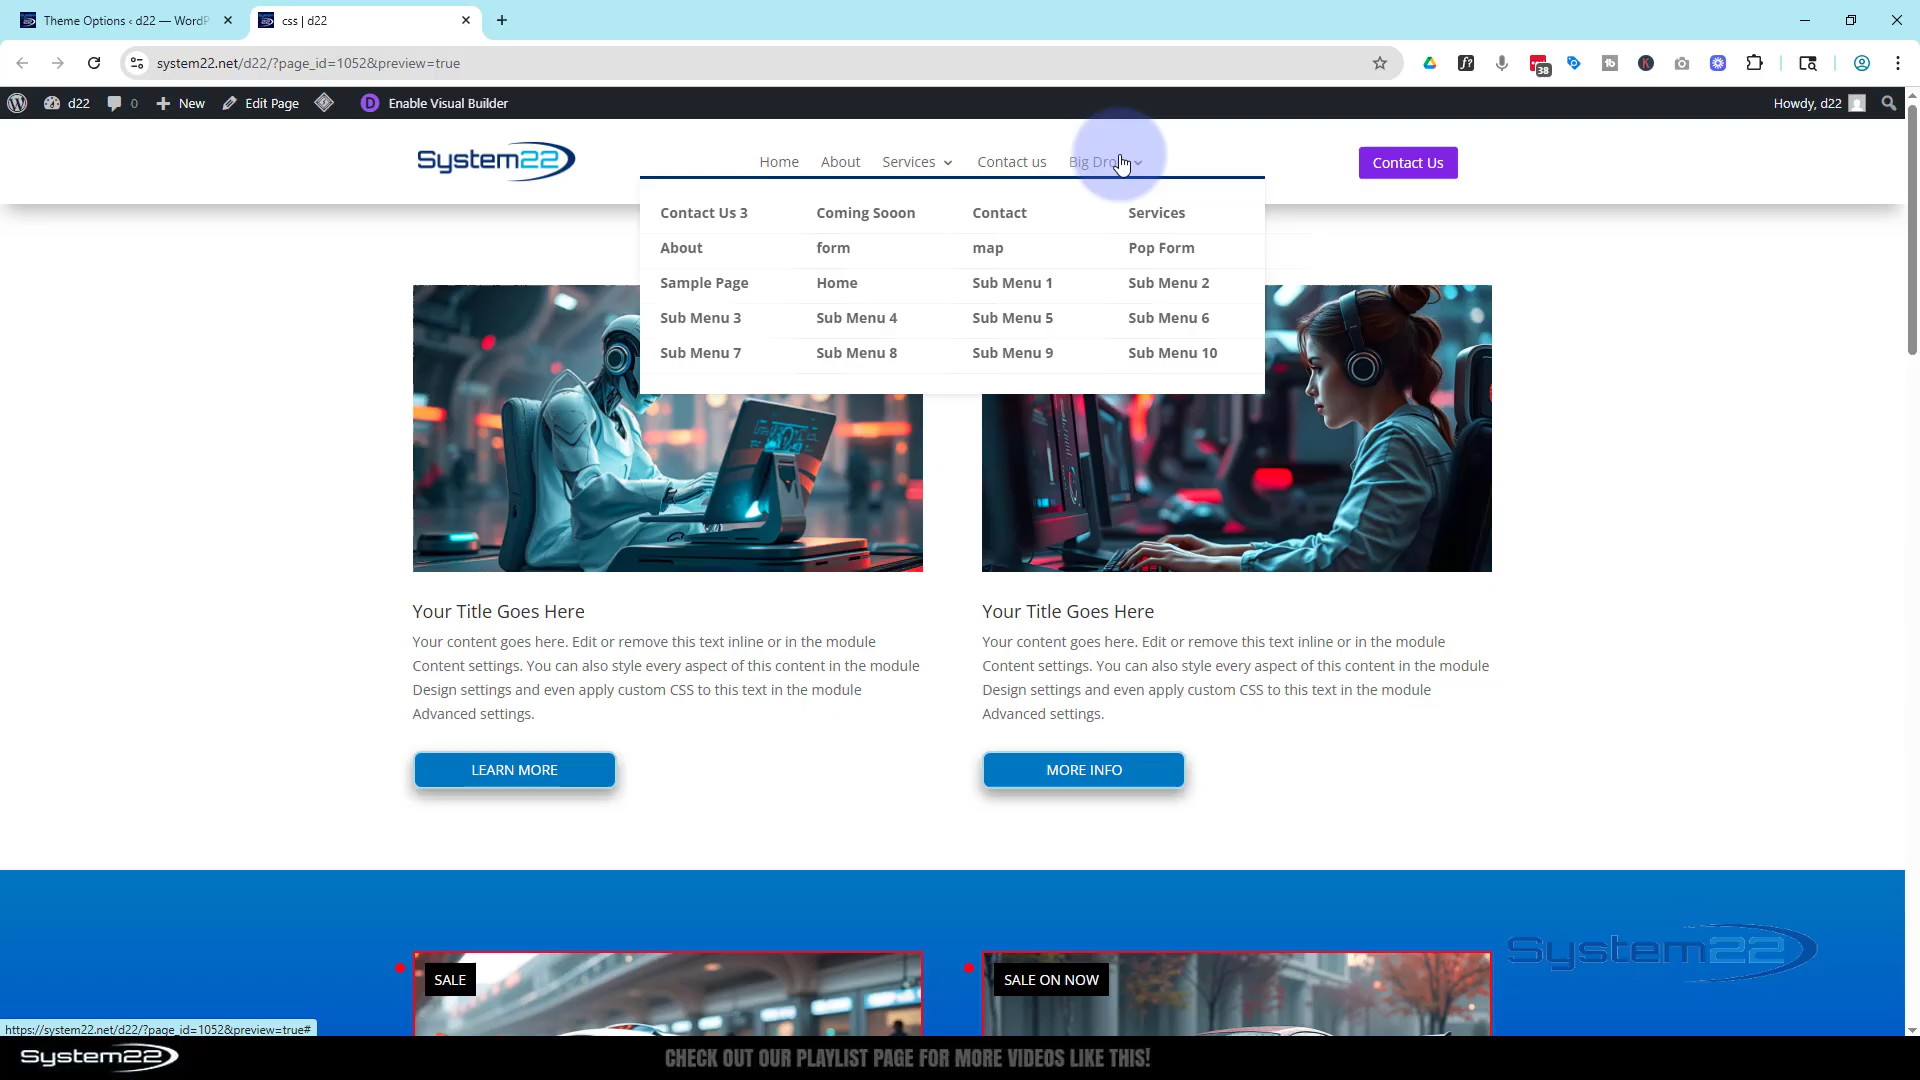 Theme Options ‹ d22 — WordP
css | d22
system22.net/d22/?page_id=1052&preview=true
38
d22 0 New Edit Page Enable Visual Builder Howdy, d22
System22 Home About Services Contact us Big Dro Contact Us
Contact Us 3 Coming Sooon Contact Services
About form map Pop Form
Sample Page Home Sub Menu 1 Sub Menu 2
Sub Menu 3 Sub Menu 4 Sub Menu 5 Sub Menu 6
Sub Menu 7 Sub Menu 8 Sub Menu 9 Sub Menu 10
Your Title Goes Here
Your content goes here. Edit or remove this text inline or in the module
Content settings. You can also style every aspect of this content in the module
Design settings and even apply custom CSS to this text in the module
Advanced settings.
LEARN MORE
Your Title Goes Here
Your content goes here. Edit or remove this text inline or in the module
Content settings. You can also style every aspect of this content in the module
Design settings and even apply custom CSS to this text in the module
Advanced settings.
MORE INFO
System22
SALE
SALE ON NOW
https://system22.net/d22/?page_id=1052&preview=true#
System22
CHECK OUT OUR PLAYLIST PAGE FOR MORE VIDEOS LIKE THIS!